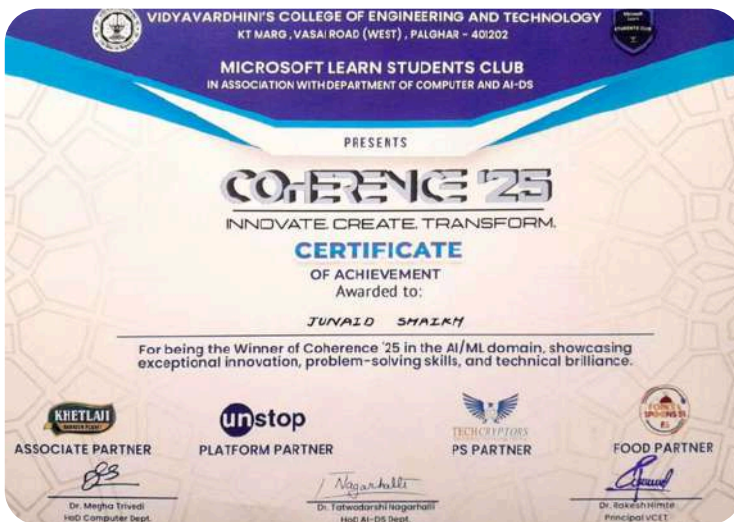 VIDYAVARDHINI'S COLLEGE OF ENGINEERING AND TECHNOLOGY
KT MARG, VASAI ROAD (WEST), PALGHAR - 401202
MICROSOFT LEARN STUDENTS CLUB
IN ASSOCIATION WITH DEPARTMENT OF COMPUTER AND AI-DS
PRESENTS
COHERENCE '25
INNOVATE. CREATE. TRANSFORM.
CERTIFICATE
OF ACHIEVEMENT
Awarded to:
JUNAID SHAIKH
For being the Winner of Coherence '25 in the AI/ML domain, showcasing
exceptional innovation, problem-solving skills, and technical brilliance.
KHETLAJI
unstop
TECHCRYPTORS
ASSOCIATE PARTNER
PLATFORM PARTNER
PS PARTNER
FOOD PARTNER
Nagarhalli
Dr. Megha Trivedi
HoD Computer Dept.
Dr. Tatwadarshi Nagarhalli
HoD AI-DS Dept.
Dr. Rakesh Himte
Principal VCET